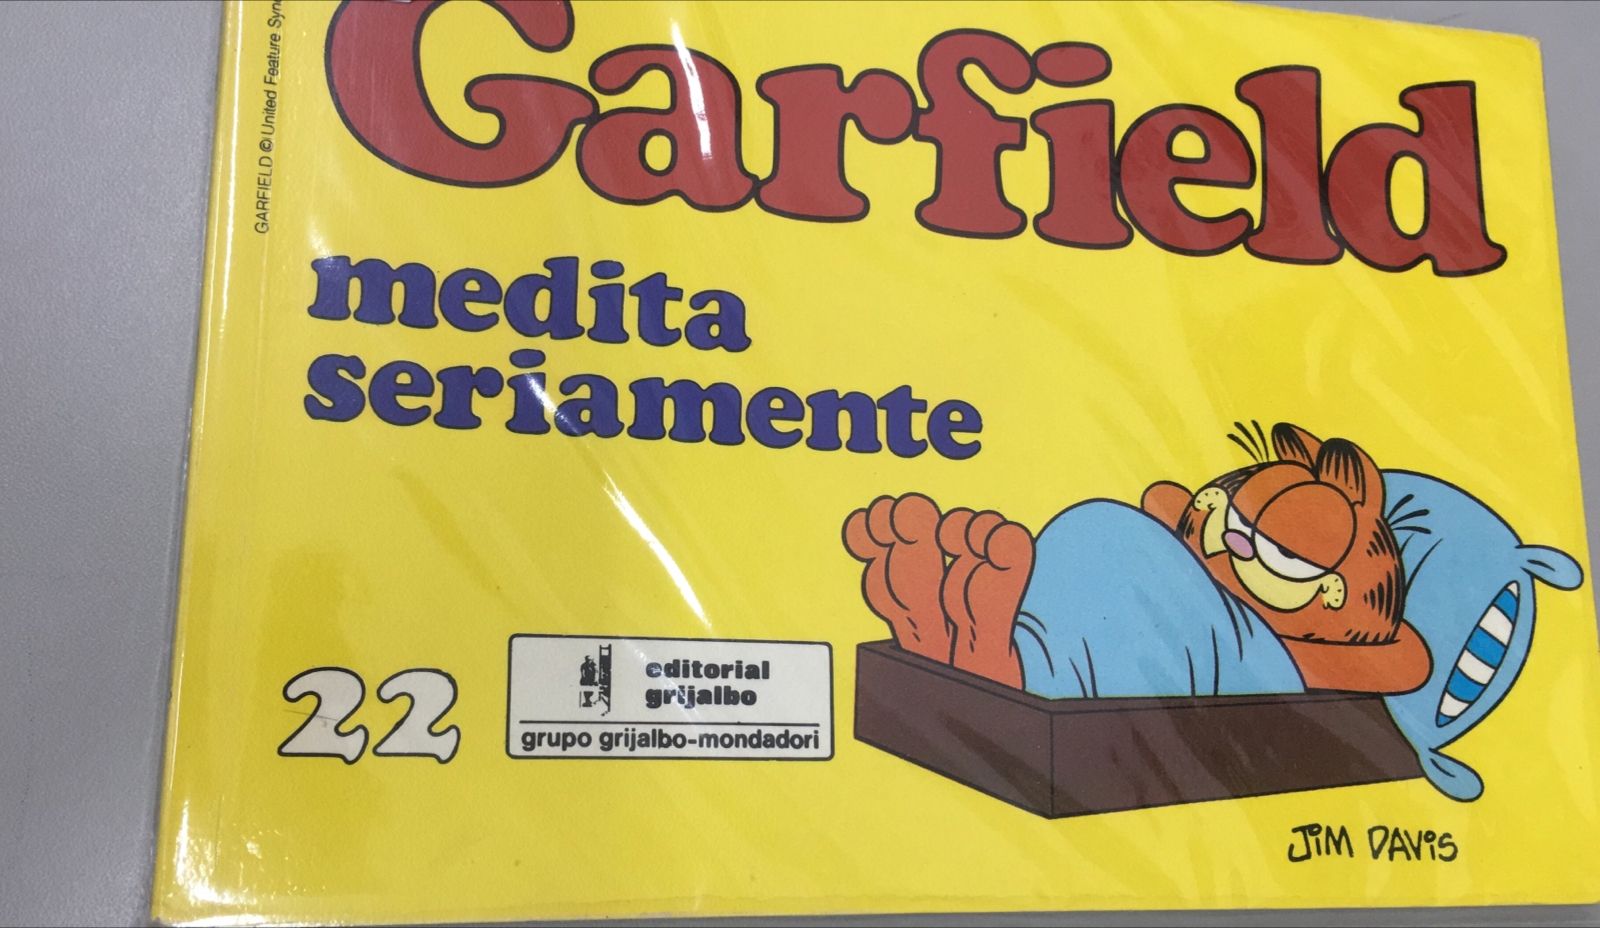 GARFIELD © United Feature
Garfield
medita
seriamente
22
editorial
grijalbo
grupo grijalbo-mondadori
JiM DAViS